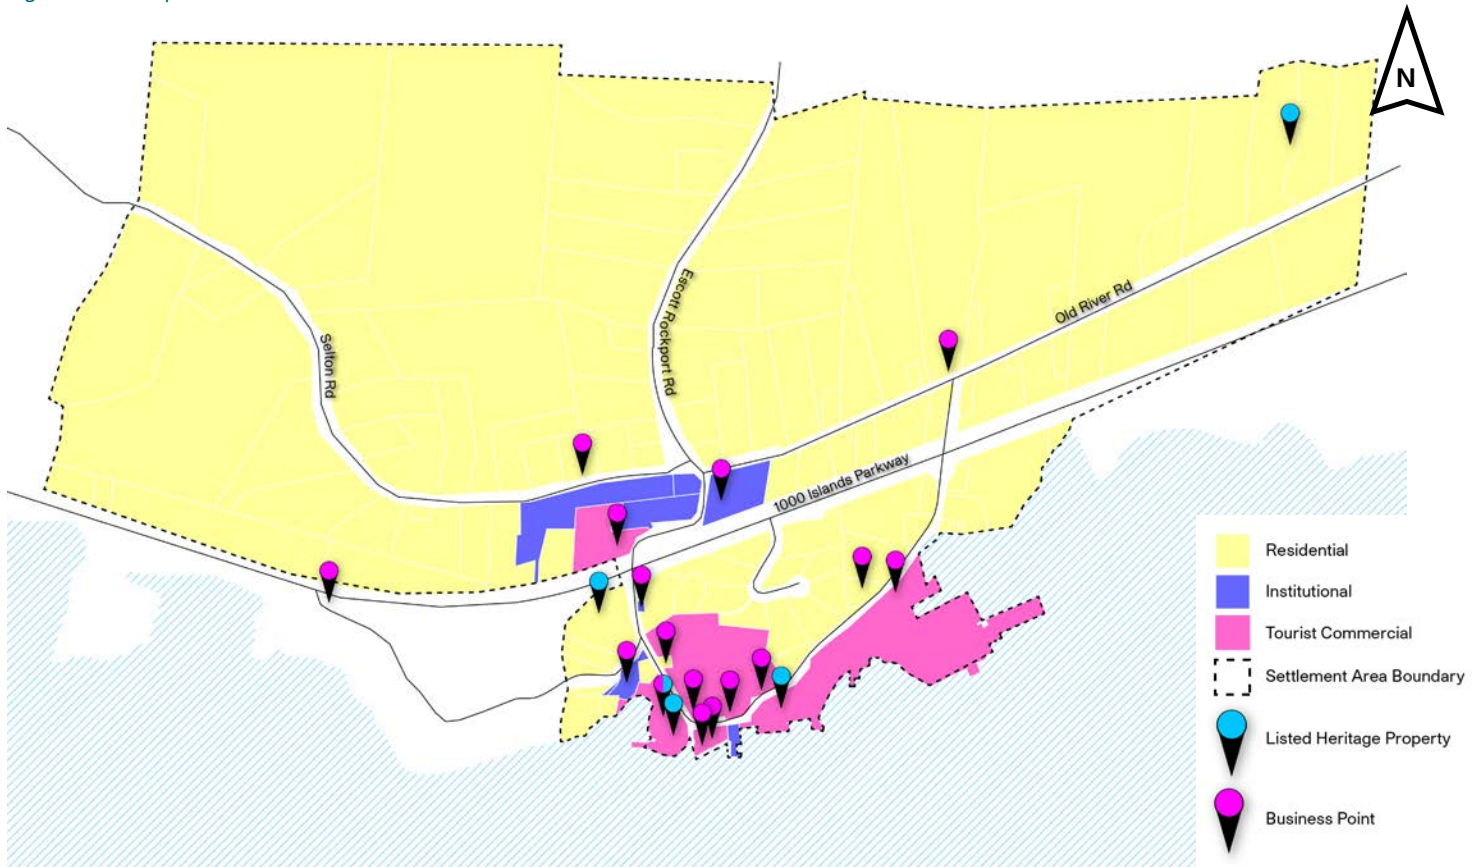 N
Old River Rd
Escott Rockport Rd
Selton Rd
1000 Islands Parkway
Residential
Institutional
Tourist Commercial
Settlement Area Boundary
Listed Heritage Property
Business Point